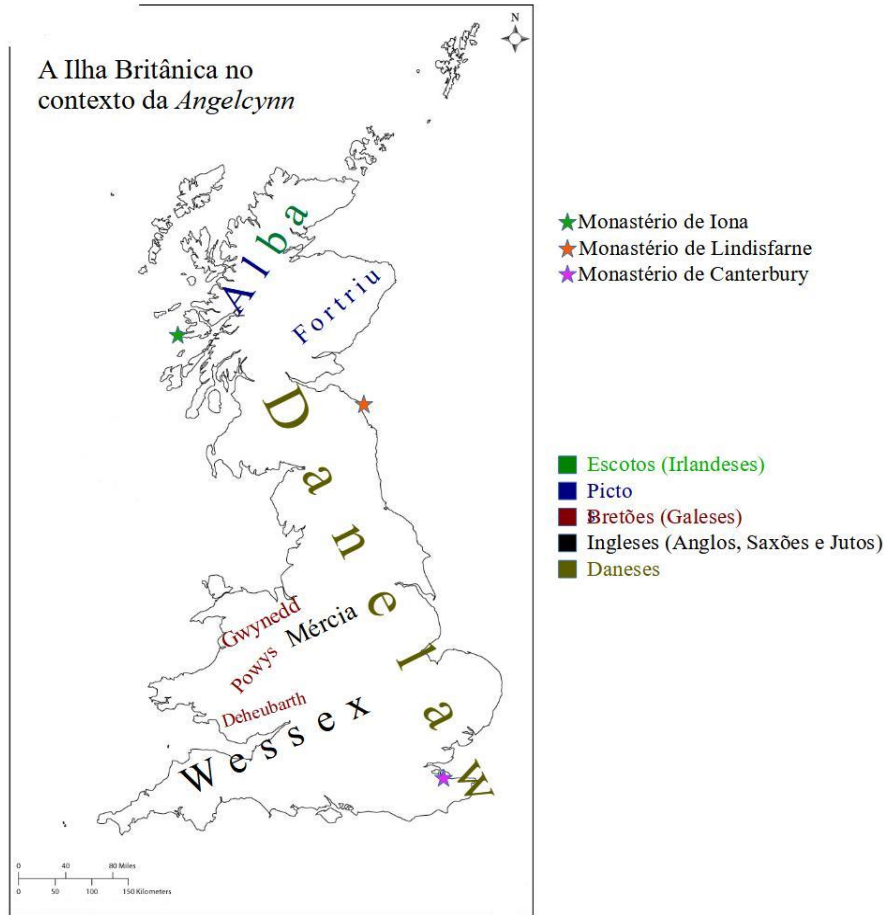 A Ilha Britânica no
contexto da Angelcynn
N
Alba
Fortriu
Danelaw
Gwynedd
Mércia
Powys
Deheubarth
Wessex
0 40 80 Miles
0 50 100 150 Kilometers
Monastério de Iona
Monastério de Lindisfarne
Monastério de Canterbury
Escotos (Irlandeses)
Picto
Bretões (Galeses)
Ingleses (Anglos, Saxões e Jutos)
Daneses